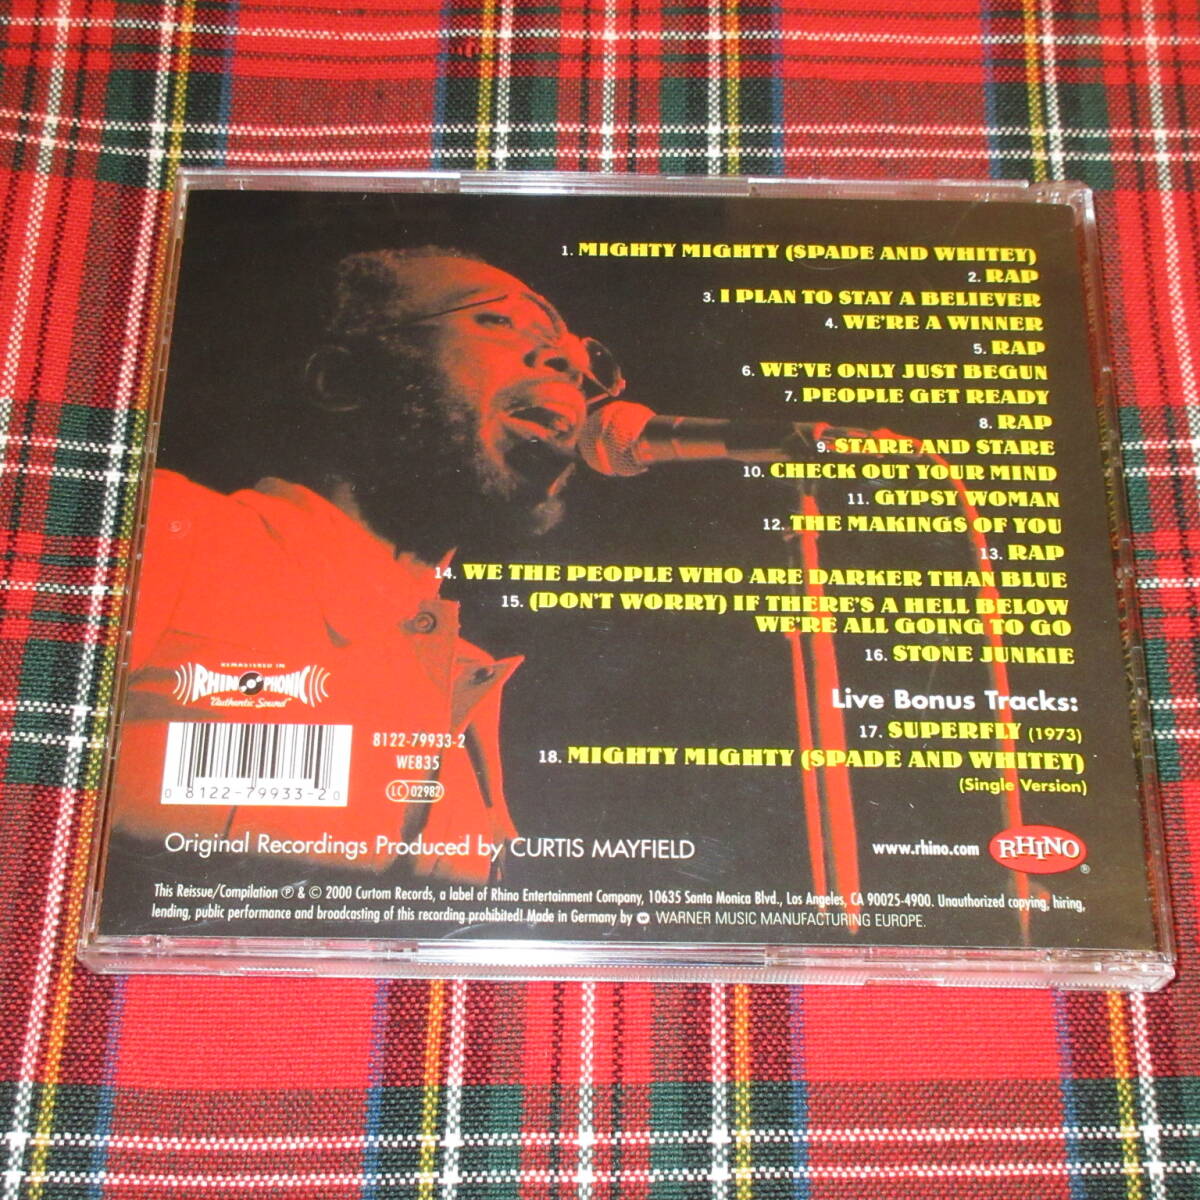 1. MIGHTY MIGHTY (SPADE AND WHITEY)
2. RAP
3. I PLAN TO STAY A BELIEVER
4. WE'RE A WINNER
5. RAP
6. WE'VE ONLY JUST BEGUN
7. PEOPLE GET READY
8. RAP
9. STARE AND STARE
10. CHECK OUT YOUR MIND
11. GYPSY WOMAN
12. THE MAKINGS OF YOU
13. RAP
14. WE THE PEOPLE WHO ARE DARKER THAN BLUE
15. (DON'T WORRY) IF THERE'S A HELL BELOW
WE'RE ALL GOING TO GO
16. STONE JUNKIE
Live Bonus Tracks:
17. SUPERFLY (1973)
18. MIGHTY MIGHTY (SPADE AND WHITEY)
(Single Version)
REMASTERED IN
RHINOPHONIC
"Authentic Sound"
8122-79933-2
WE835
LC 02982
0 8122-79933-2 0
Original Recordings Produced by CURTIS MAYFIELD
www.rhino.com
RHINO ®
This Reissue/Compilation ℗ & © 2000 Curtom Records, a label of Rhino Entertainment Company, 10635 Santa Monica Blvd., Los Angeles, CA 90025-4900. Unauthorized copying, hiring,
lending, public performance and broadcasting of this recording prohibited! Made in Germany by WARNER MUSIC MANUFACTURING EUROPE.